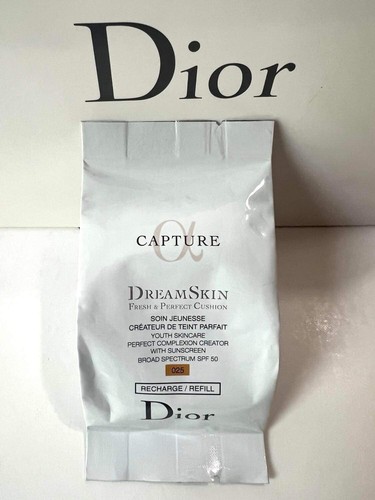 Dior
α
CAPTURE
DREAMSKIN
FRESH & PERFECT CUSHION
SOIN JEUNESSE
CRÉATEUR DE TEINT PARFAIT
YOUTH SKINCARE
PERFECT COMPLEXION CREATOR
WITH SUNSCREEN
BROAD SPECTRUM SPF 50
025
RECHARGE / REFILL
Dior